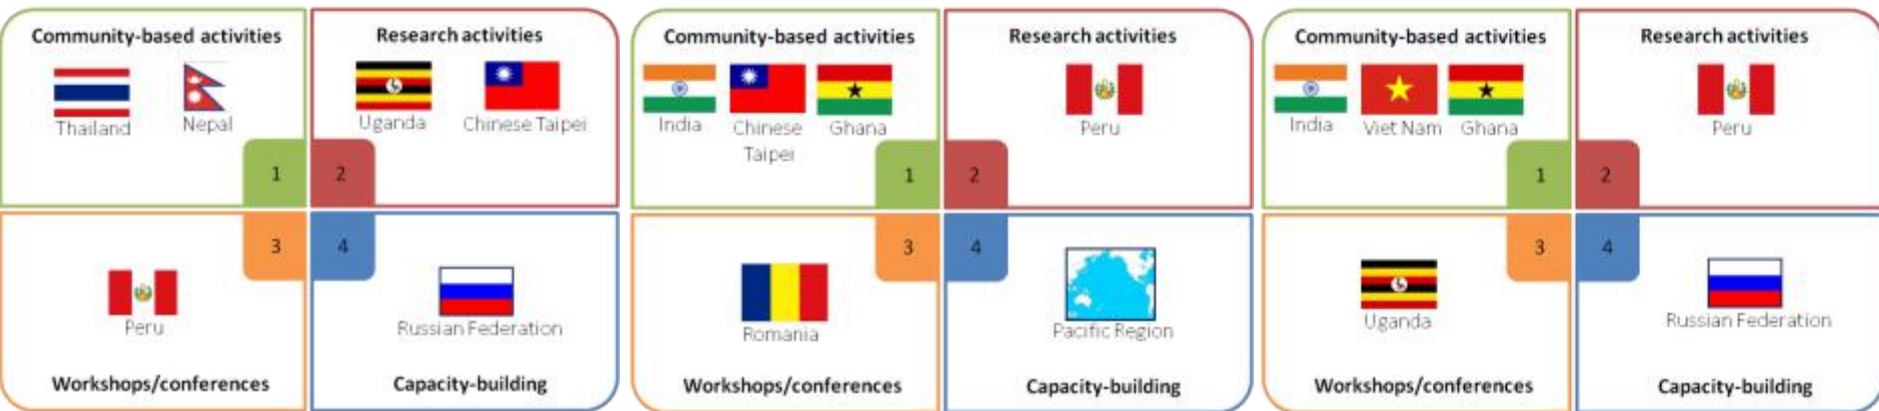 Community-based activities
Thailand
Nepal
1
Research activities
Uganda
Chinese Taipei
2
3
Peru
Workshops/conferences
4
Russian Federation
Capacity-building
Community-based activities
India
Chinese
Taipei
Ghana
1
Research activities
Peru
2
3
Romania
Workshops/conferences
4
Pacific Region
Capacity-building
Community-based activities
India
Viet Nam
Ghana
1
Research activities
Peru
2
3
Uganda
Workshops/conferences
4
Russian Federation
Capacity-building